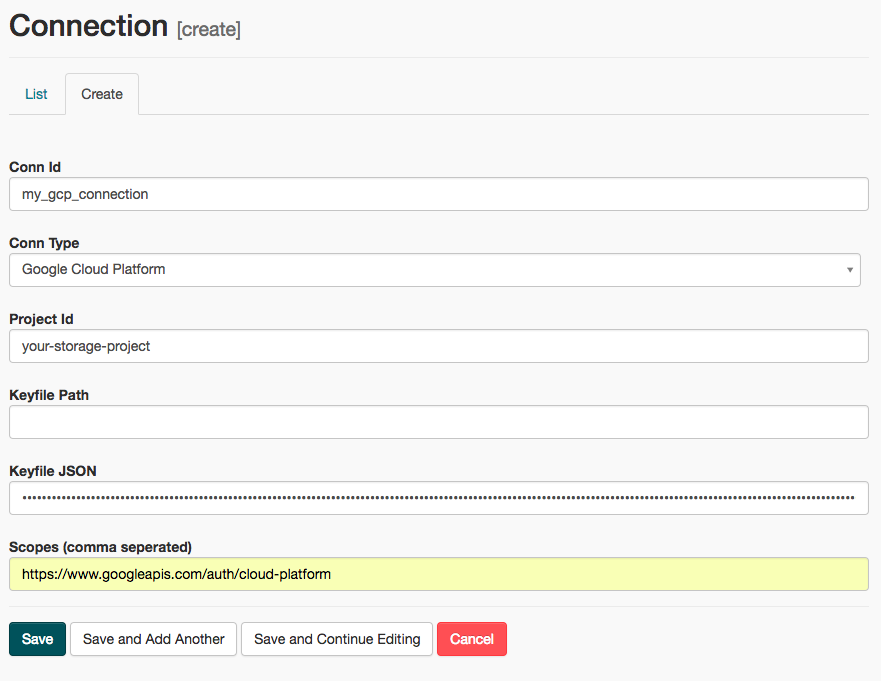 Connection [create]
List Create
Conn Id
my_gcp_connection
Conn Type
Google Cloud Platform
Project Id
your-storage-project
Keyfile Path
Keyfile JSON
Scopes (comma seperated)
https://www.googleapis.com/auth/cloud-platform
Save Save and Add Another Save and Continue Editing Cancel